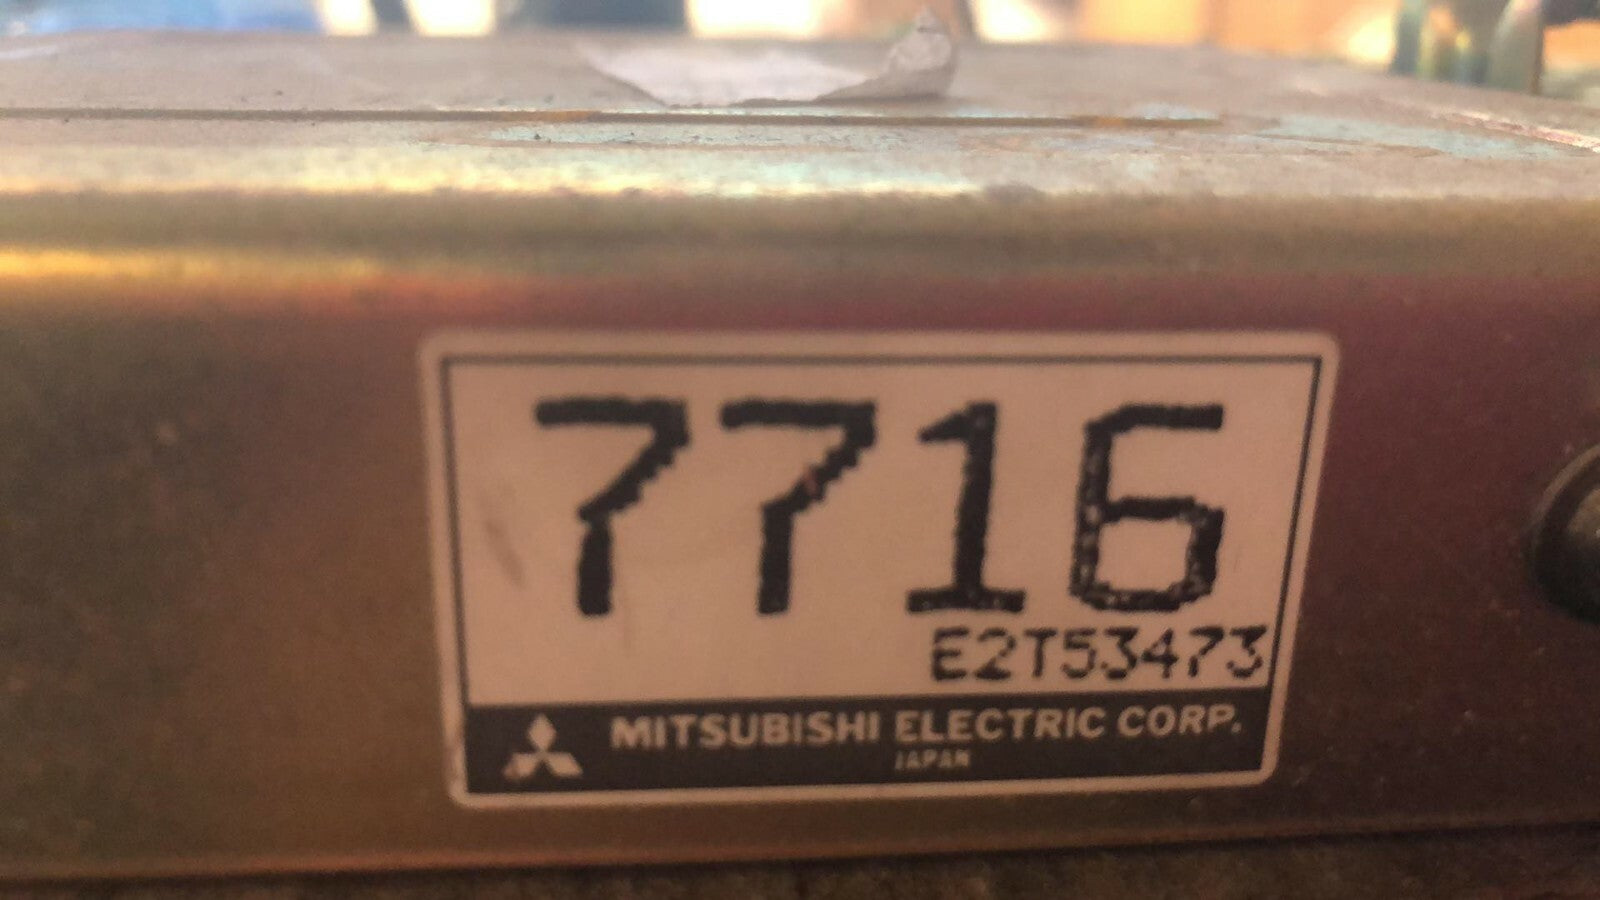 7716
E2T53473
MITSUBISHI ELECTRIC CORP.
JAPAN